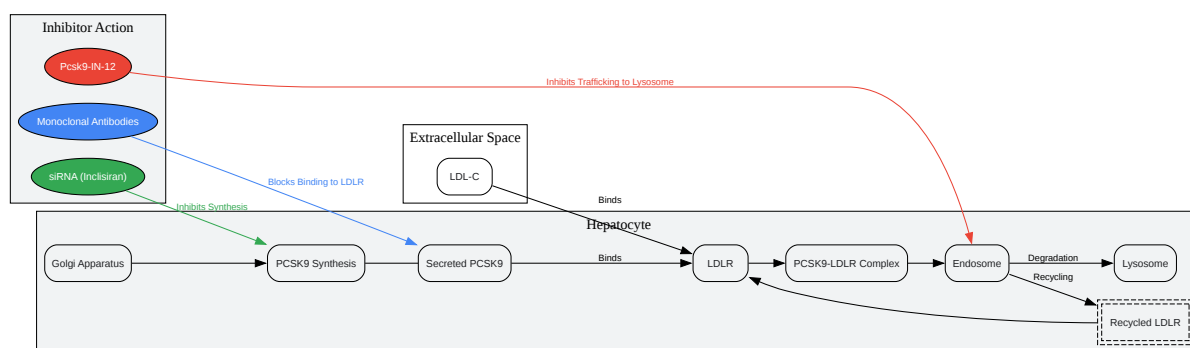 Inhibitor Action
Pcsk9-IN-12
Inhibits Trafficking to Lysosome
Monoclonal Antibodies
Extracellular Space
siRNA (Inclisiran)
Blocks Binding to LDLR
LDL-C
Inhibits Synthesis
Binds
Hepatocyte
Golgi Apparatus
PCSK9 Synthesis
Secreted PCSK9
Binds
LDLR
PCSK9-LDLR Complex
Endosome
Degradation
Lysosome
Recycling
Recycled LDLR